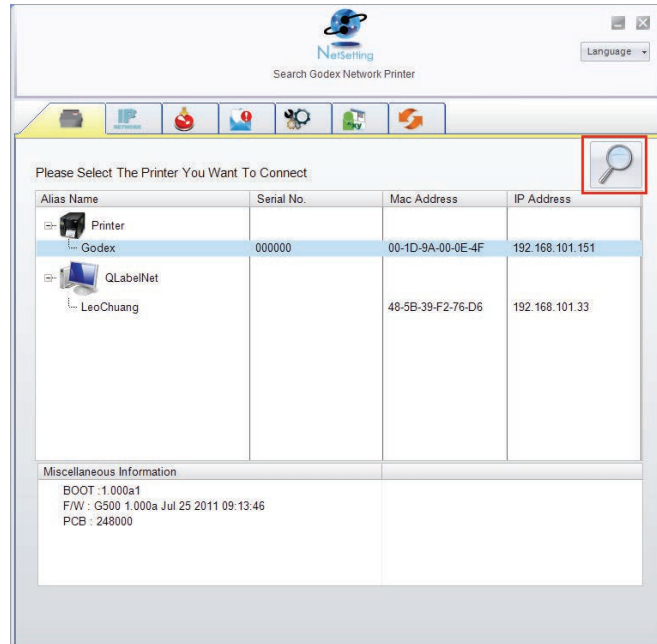 NetSetting
Language
Search Godex Network Printer
IP
NETWORK
Please Select The Printer You Want To Connect
Alias Name Serial No. Mac Address IP Address
Printer
Godex 000000 00-1D-9A-00-0E-4F 192.168.101.151
QLabelNet
LeoChuang 48-5B-39-F2-76-D6 192.168.101.33
Miscellaneous Information
BOOT :1.000a1
F/W : G500 1.000a Jul 25 2011 09:13:46
PCB : 248000